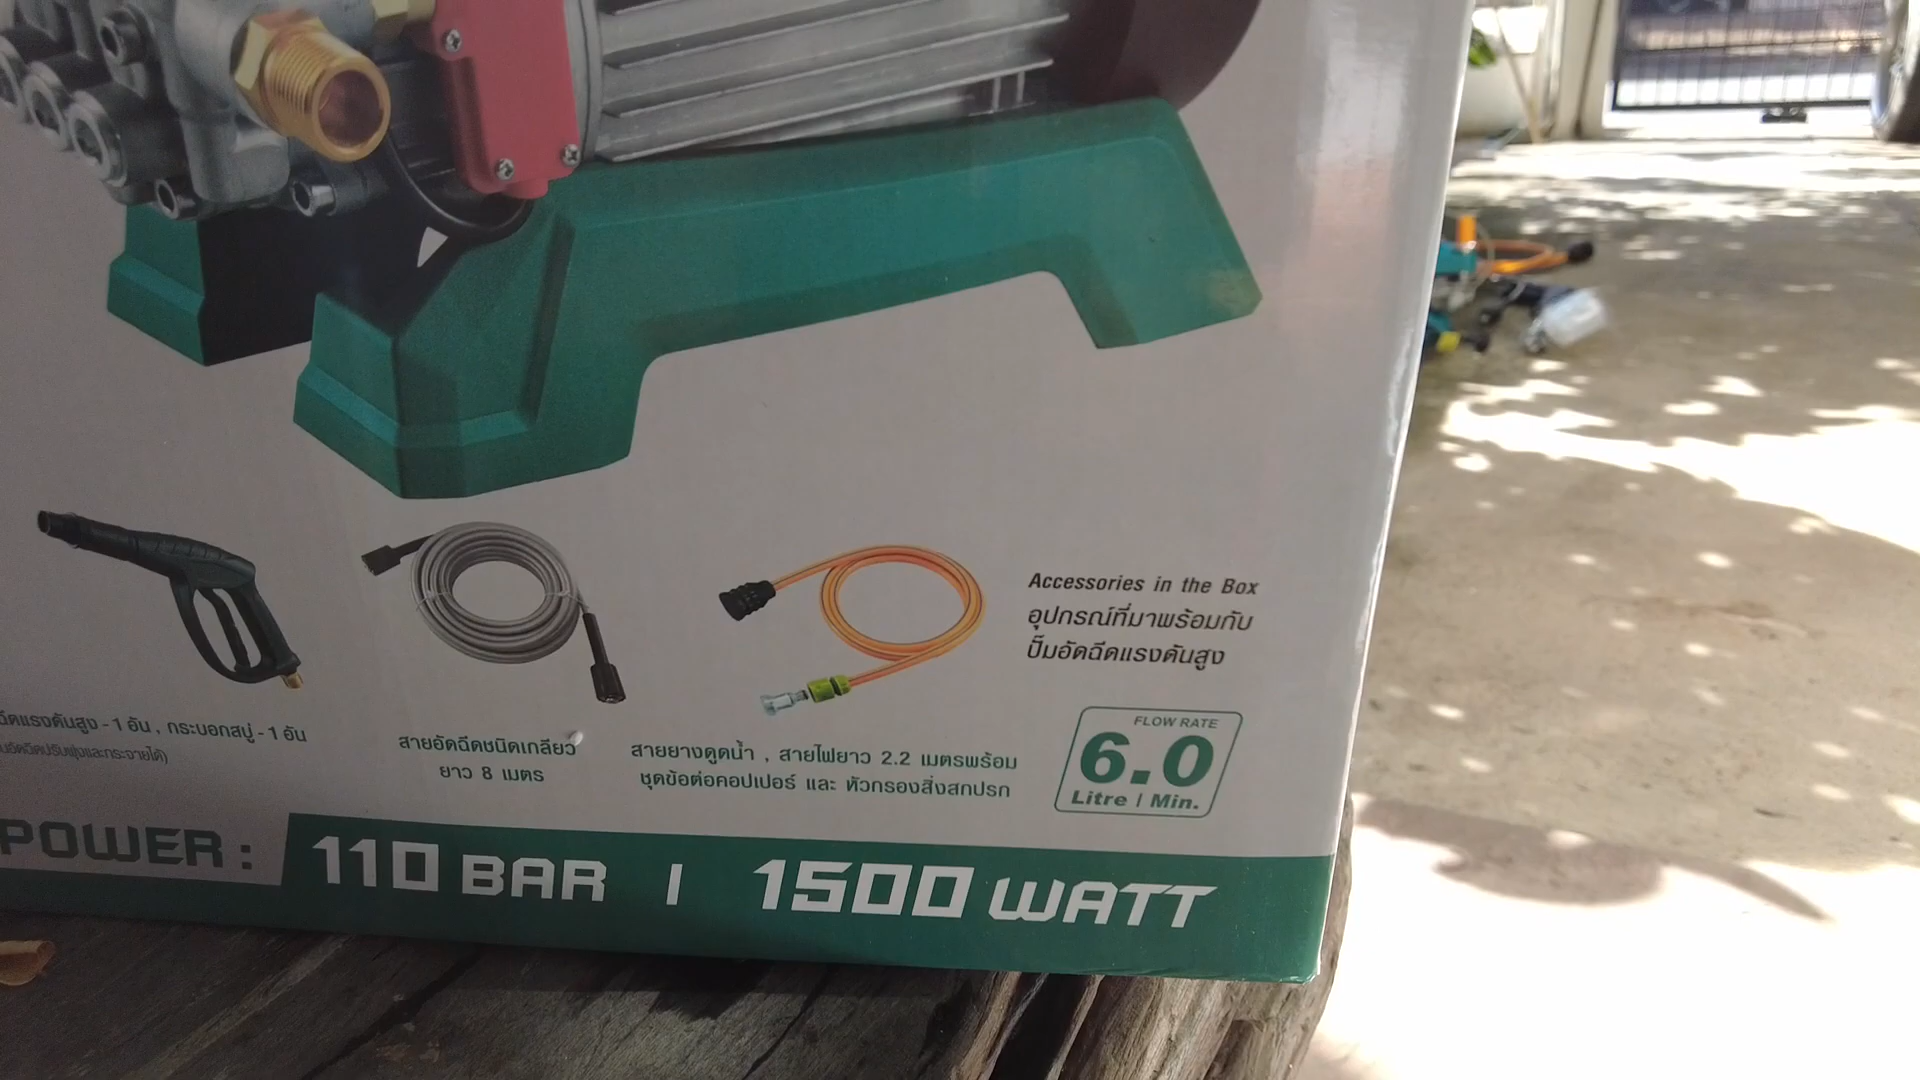 Accessories in the Box
อุปกรณ์ที่มาพร้อมกับ
ปั๊มอัดฉีดแรงดันสูง
ฉีดแรงดันสูง - 1 อัน , กระบอกสบู่ - 1 อัน
สายอัดฉีดชนิดเกลียว
ยาว 8 เมตร
สายยางดูดน้ำ , สายไฟยาว 2.2 เมตรพร้อม
ชุดข้อต่อคอปเปอร์ และ หัวกรองสิ่งสกปรก
FLOW RATE
6.0
Litre / Min.
POWER : 110 BAR | 1500 WATT